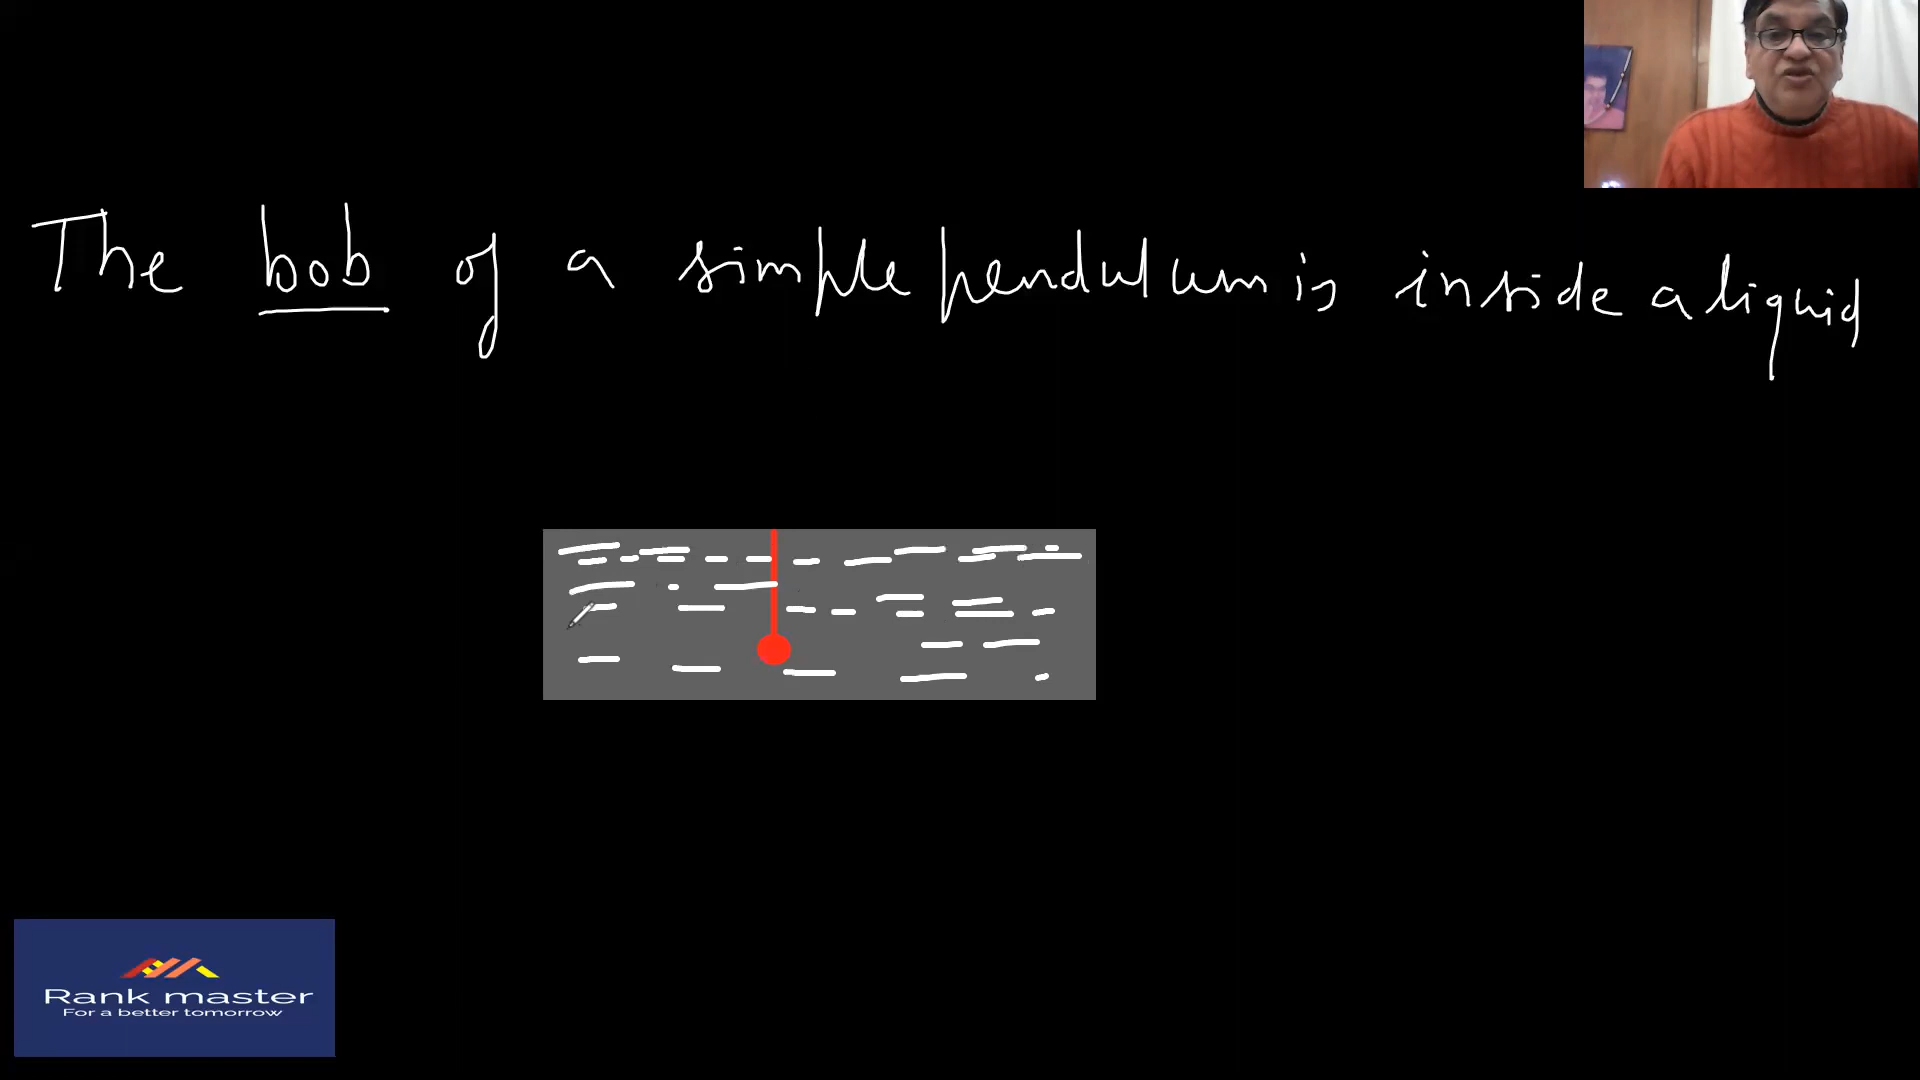 The bob of a simple pendulum is inside a liquid
Rank master
For a better tomorrow